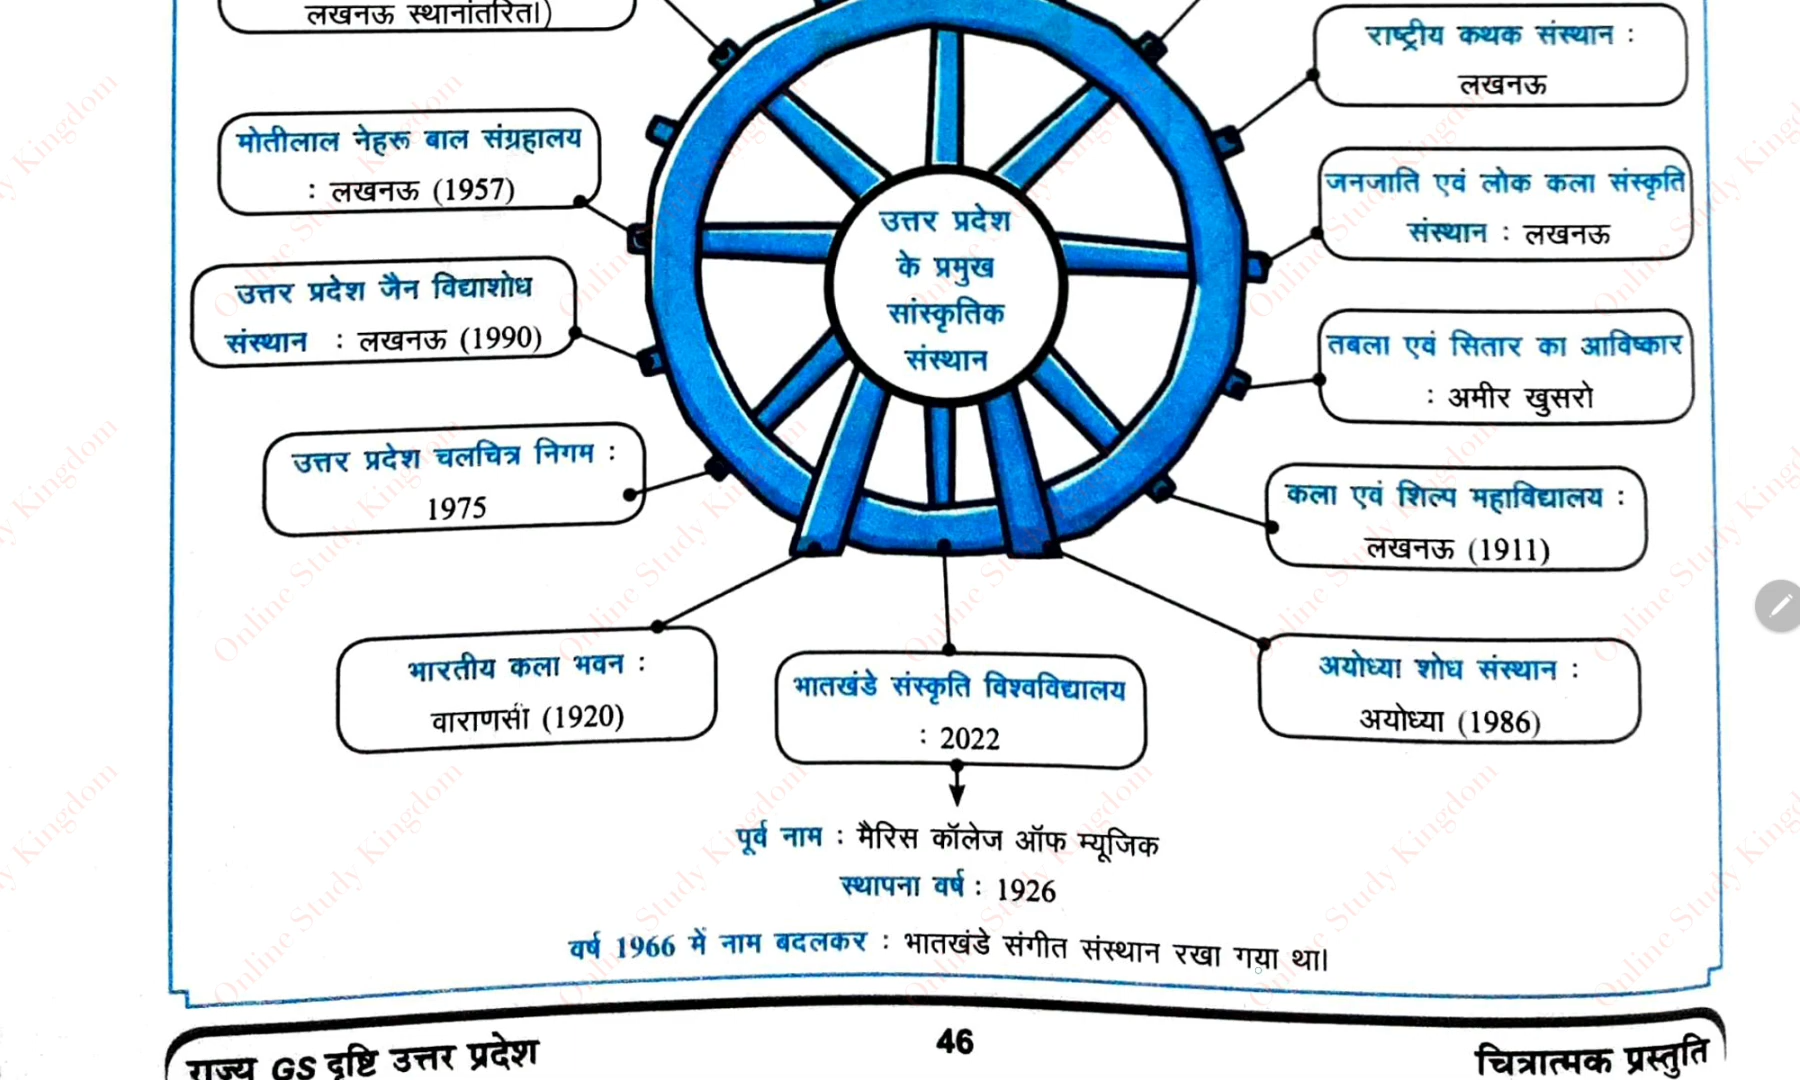 लखनऊ स्थानांतरित।)
मोतीलाल नेहरू बाल संग्रहालय
: लखनऊ (1957)
उत्तर प्रदेश जैन विद्याशोध
संस्थान : लखनऊ (1990)
उत्तर प्रदेश चलचित्र निगम :
1975
भारतीय कला भवन :
वाराणसी (1920)
उत्तर प्रदेश
के प्रमुख
सांस्कृतिक
संस्थान
राष्ट्रीय कथक संस्थान :
लखनऊ
जनजाति एवं लोक कला संस्कृति
संस्थान : लखनऊ
तबला एवं सितार का आविष्कार
: अमीर खुसरो
कला एवं शिल्प महाविद्यालय :
लखनऊ (1911)
अयोध्या शोध संस्थान :
अयोध्या (1986)
भातखंडे संस्कृति विश्वविद्यालय
: 2022
पूर्व नाम : मैरिस कॉलेज ऑफ म्यूजिक
स्थापना वर्ष : 1926
वर्ष 1966 में नाम बदलकर : भातखंडे संगीत संस्थान रखा गया था।
राज्य GS दृष्टि उत्तर प्रदेश
46
चित्रात्मक प्रस्तुति
Online Study Kingdom